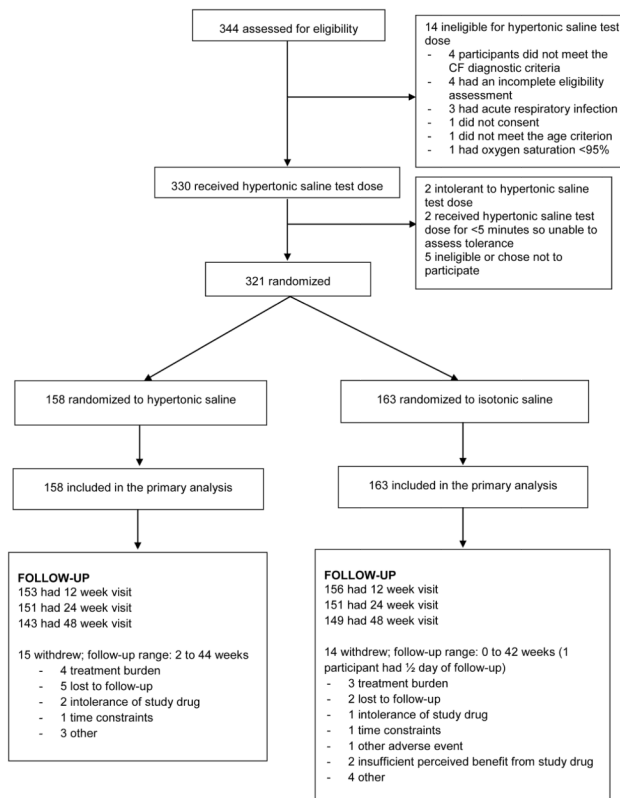 344 assessed for eligibility
14 ineligible for hypertonic saline test
dose
- 4 participants did not meet the
CF diagnostic criteria
- 4 had an incomplete eligibility
assessment
- 3 had acute respiratory infection
- 1 did not consent
- 1 did not meet the age criterion
- 1 had oxygen saturation <95%
330 received hypertonic saline test dose
2 intolerant to hypertonic saline
test dose
2 received hypertonic saline test
dose for <5 minutes so unable to
assess tolerance
5 ineligible or chose not to
participate
321 randomized
158 randomized to hypertonic saline
163 randomized to isotonic saline
158 included in the primary analysis
163 included in the primary analysis
FOLLOW-UP
153 had 12 week visit
151 had 24 week visit
143 had 48 week visit
15 withdrew; follow-up range: 2 to 44 weeks
- 4 treatment burden
- 5 lost to follow-up
- 2 intolerance of study drug
- 1 time constraints
- 3 other
FOLLOW-UP
156 had 12 week visit
151 had 24 week visit
149 had 48 week visit
14 withdrew; follow-up range: 0 to 42 weeks (1
participant had ½ day of follow-up)
- 3 treatment burden
- 2 lost to follow-up
- 1 intolerance of study drug
- 1 time constraints
- 1 other adverse event
- 2 insufficient perceived benefit from study drug
- 4 other